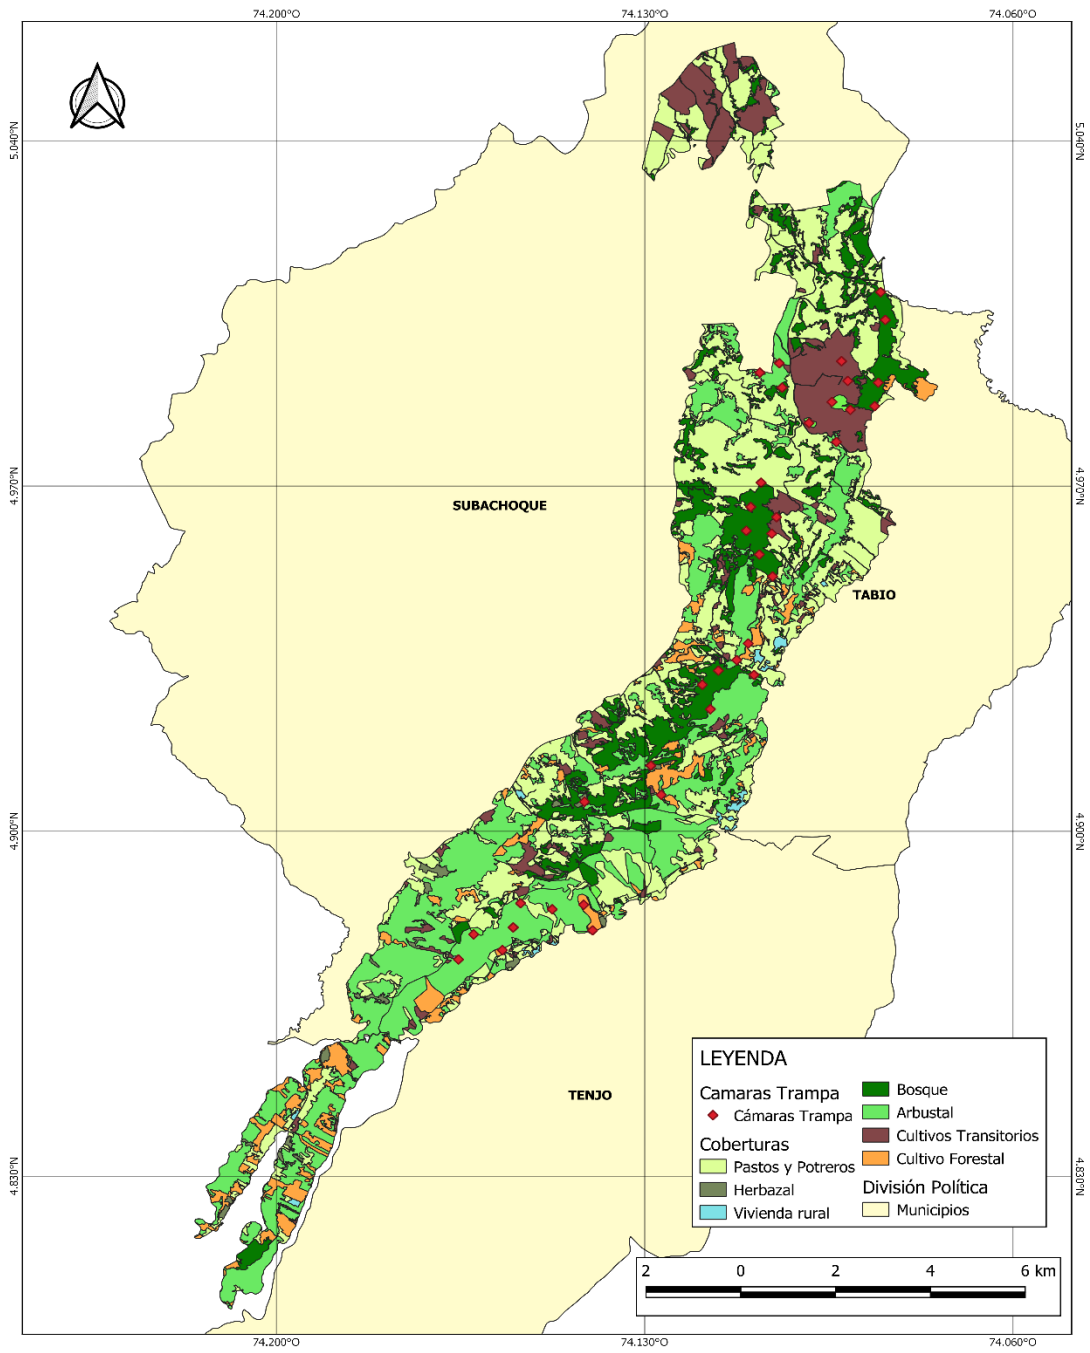 74.200°O 74.130°O 74.060°O
5.040°N 5.040°N
4.970°N 4.970°N
SUBACHOQUE
TABIO
4.900°N 4.900°N
TENJO
4.830°N 4.830°N
LEYENDA
Camaras Trampa
Cámaras Trampa
Coberturas
Pastos y Potreros
Herbazal
Vivienda rural
Bosque
Arbustal
Cultivos Transitorios
Cultivo Forestal
División Política
Municipios
2 0 2 4 6 km
74.200°O 74.130°O 74.060°O